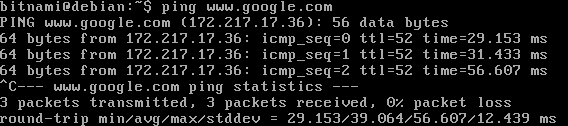 bitnami@debian:~$ ping www.google.com
PING www.google.com (172.217.17.36): 56 data bytes
64 bytes from 172.217.17.36: icmp_seq=0 ttl=52 time=29.153 ms
64 bytes from 172.217.17.36: icmp_seq=1 ttl=52 time=31.433 ms
64 bytes from 172.217.17.36: icmp_seq=2 ttl=52 time=56.607 ms
^C--- www.google.com ping statistics ---
3 packets transmitted, 3 packets received, 0% packet loss
round-trip min/avg/max/stddev = 29.153/39.064/56.607/12.439 ms